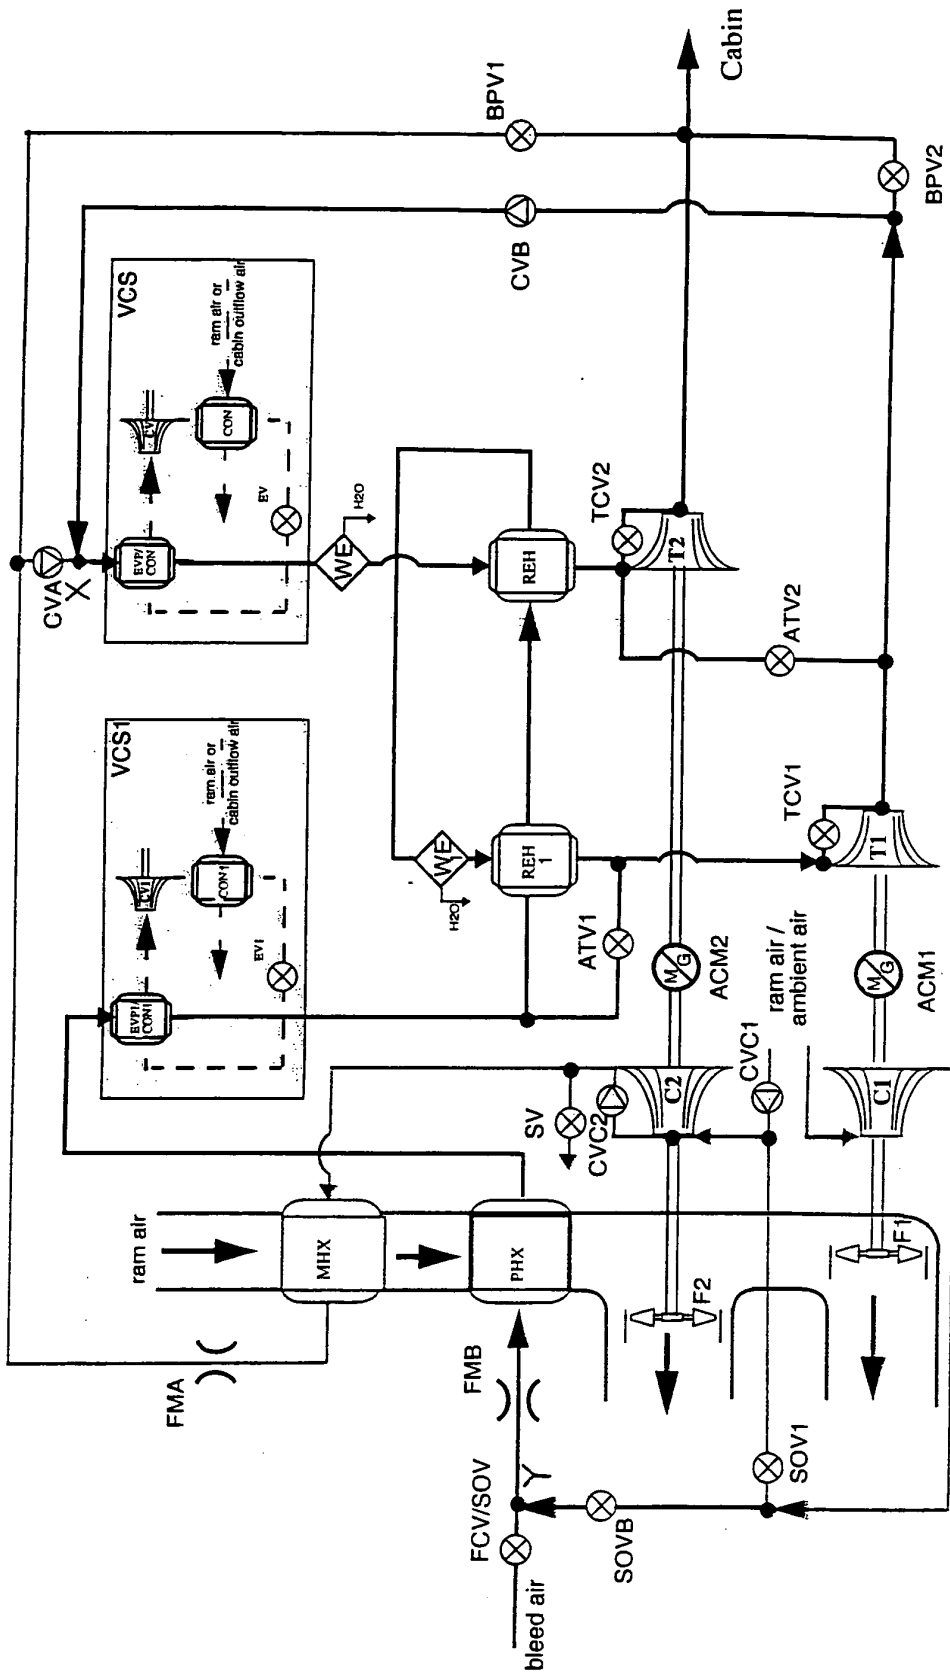 CVA
X
FMA
ram air
MHX
VCS1
EVP1/
CON1
CV1
CON1
EV1
ram air or
cabin outflow air
VCS
EVP/
CON
CV
CON
EV
ram air or
cabin outflow air
WE
H2O
WE1
H2O
FCV/SOV
FMB
Y
bleed air
PHX
REH
1
REH
BPV1
CVB
SV
CVC2
ATV1
TCV2
SOVB
F2
C2
M/G
ACM2
T2
Cabin
CVC1
ATV2
SOV1
ram air /
ambient air
TCV1
F1
C1
M/G
ACM1
T1
BPV2